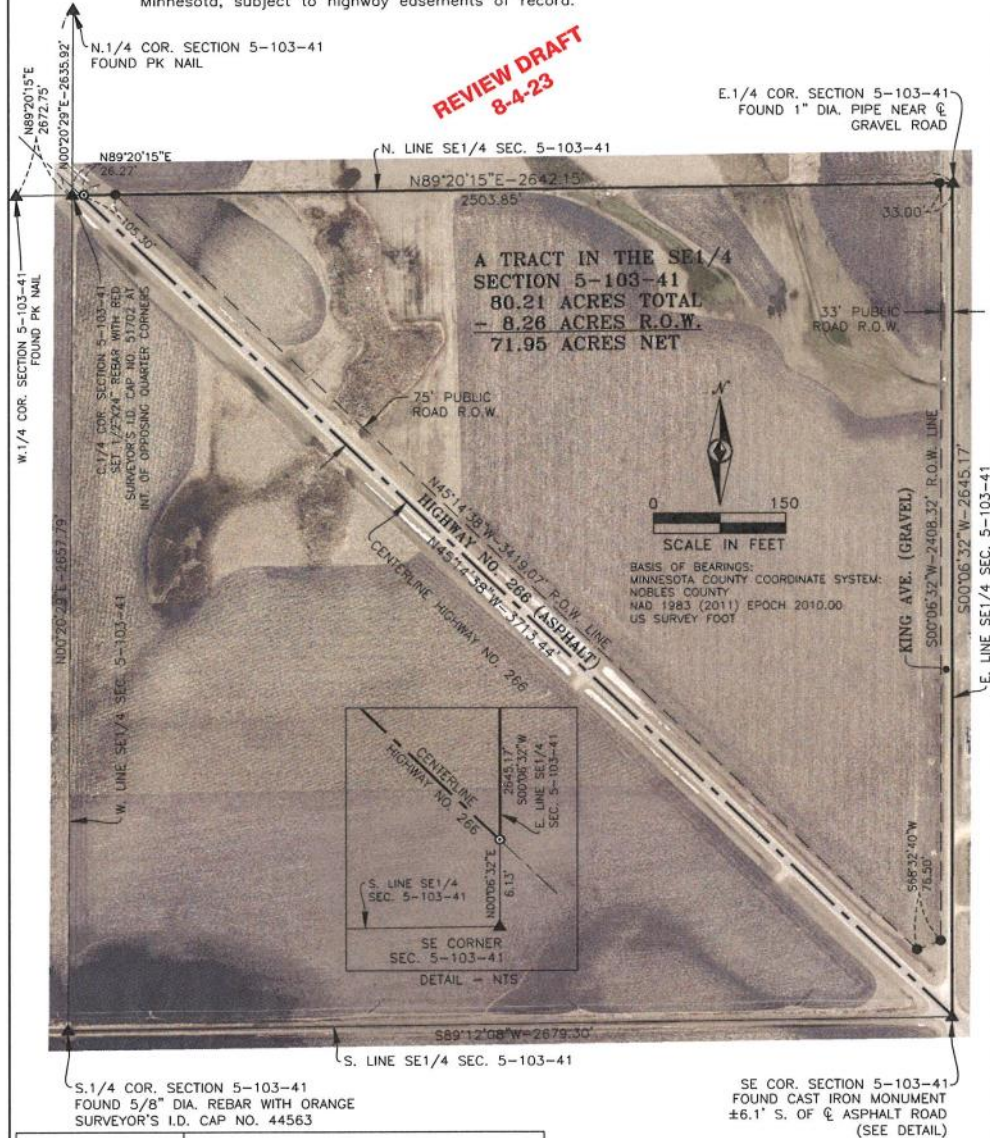 Minnesota, subject to highway easements of record.
N.1/4 COR. SECTION 5-103-41
FOUND PK NAIL
N00°20'29"E-2635.92'
N89°20'15"E
2672.75'
REVIEW DRAFT
8-4-23
E.1/4 COR. SECTION 5-103-41
FOUND 1" DIA. PIPE NEAR ℄
GRAVEL ROAD
N89°20'15"E
26.27'
N. LINE SE1/4 SEC. 5-103-41
N89°20'15"E-2642.15'
2503.85'
33.00'
105.30'
W.1/4 COR. SECTION 5-103-41
FOUND PK NAIL
C.1/4 COR. SECTION 5-103-41
SET 1/2"X24" REBAR WITH RED
SURVEYOR'S I.D. CAP NO. 51702 AT
INT. OF OPPOSING QUARTER CORNERS
A TRACT IN THE SE1/4
SECTION 5-103-41
80.21 ACRES TOTAL
- 8.26 ACRES R.O.W.
71.95 ACRES NET
33' PUBLIC
ROAD R.O.W.
75' PUBLIC
ROAD R.O.W.
N
0 150
SCALE IN FEET
BASIS OF BEARINGS:
MINNESOTA COUNTY COORDINATE SYSTEM:
NOBLES COUNTY
NAD 1983 (2011) EPOCH 2010.00
US SURVEY FOOT
N45°14'38"W-3419.07' R.O.W. LINE
HIGHWAY NO. 266 (ASPHALT)
N45°14'38"W-3713.44'
CENTERLINE HIGHWAY NO. 266
KING AVE. (GRAVEL)
S00°06'32"W-2408.32' R.O.W. LINE
S00°06'32"W-2645.17'
E. LINE SE1/4 SEC. 5-103-41
N00°20'29"E-2657.79'
W. LINE SE1/4 SEC. 5-103-41
CENTERLINE
HIGHWAY NO. 266
2645.17'
S00°06'32"W
E. LINE SE1/4
SEC. 5-103-41
N00°06'32"E
6.13'
S. LINE SE1/4
SEC. 5-103-41
SE CORNER
SEC. 5-103-41
DETAIL - NTS
S68°32'40"W
76.50'
S89°12'08"W-2679.30'
S. LINE SE1/4 SEC. 5-103-41
S.1/4 COR. SECTION 5-103-41
FOUND 5/8" DIA. REBAR WITH ORANGE
SURVEYOR'S I.D. CAP NO. 44563
SE COR. SECTION 5-103-41
FOUND CAST IRON MONUMENT
±6.1' S. OF ℄ ASPHALT ROAD
(SEE DETAIL)